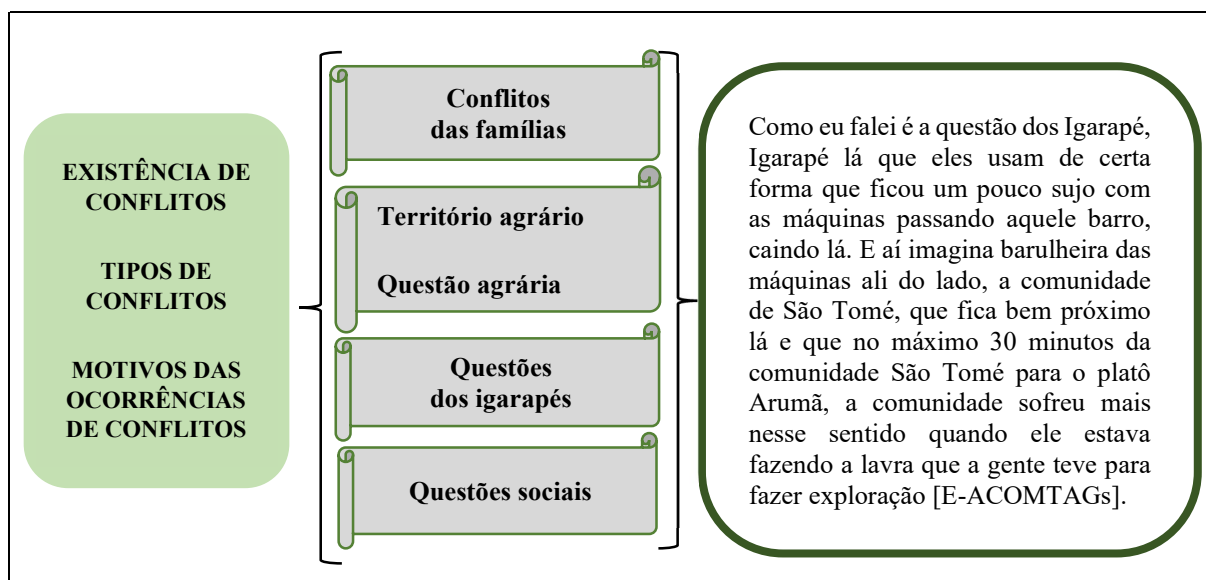 EXISTÊNCIA DE
CONFLITOS
TIPOS DE
CONFLITOS
MOTIVOS DAS
OCORRÊNCIAS
DE CONFLITOS
Conflitos
das famílias
Território agrário
Questão agrária
Questões
dos igarapés
Questões sociais
Como eu falei é a questão dos Igarapé,
Igarapé lá que eles usam de certa
forma que ficou um pouco sujo com
as máquinas passando aquele barro,
caindo lá. E aí imagina barulheira das
máquinas ali do lado, a comunidade
de São Tomé, que fica bem próximo
lá e que no máximo 30 minutos da
comunidade São Tomé para o platô
Arumã, a comunidade sofreu mais
nesse sentido quando ele estava
fazendo a lavra que a gente teve para
fazer exploração [E-ACOMTAGs].